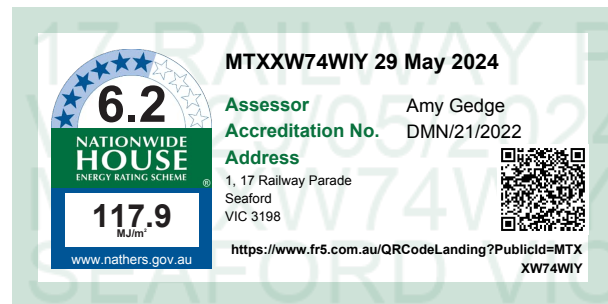 MTXXW74WIY 29 May 2024
6.2
NATIONWIDE
HOUSE
ENERGY RATING SCHEME ®
117.9
MJ/m²
www.nathers.gov.au
Assessor Amy Gedge
Accreditation No. DMN/21/2022
Address
1, 17 Railway Parade
Seaford
VIC 3198
https://www.fr5.com.au/QRCodeLanding?PublicId=MTX
XW74WIY